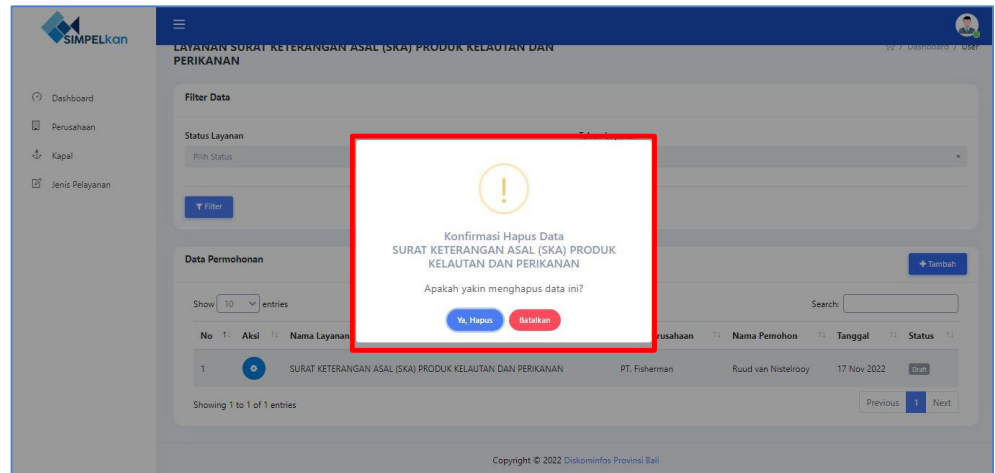 SIMPELkan
LAYANAN SURAT KETERANGAN ASAL (SKA) PRODUK KELAUTAN DAN
PERIKANAN
/ Dashboard / User
Dashboard
Perusahaan
Kapal
Jenis Pelayanan
Filter Data
Status Layanan
Pilih Status
Filter
Konfirmasi Hapus Data
SURAT KETERANGAN ASAL (SKA) PRODUK
KELAUTAN DAN PERIKANAN
Apakah yakin menghapus data ini?
Ya, Hapus Batalkan
Data Permohonan
+ Tambah
Show 10 entries
Search:
No Aksi Nama Layanan rusahaan Nama Pemohon Tanggal Status
1 SURAT KETERANGAN ASAL (SKA) PRODUK KELAUTAN DAN PERIKANAN PT. Fisherman Ruud van Nistelrooy 17 Nov 2022 Draft
Showing 1 to 1 of 1 entries
Previous 1 Next
Copyright © 2022 Diskominfos Provinsi Bali